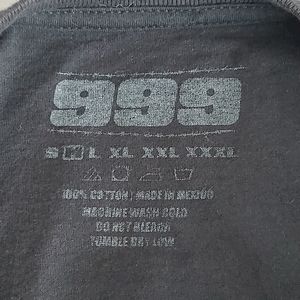 999
S M L XL XXL XXXL
100% COTTON / MADE IN MEXICO
MACHINE WASH COLD
DO NOT BLEACH
TUMBLE DRY LOW